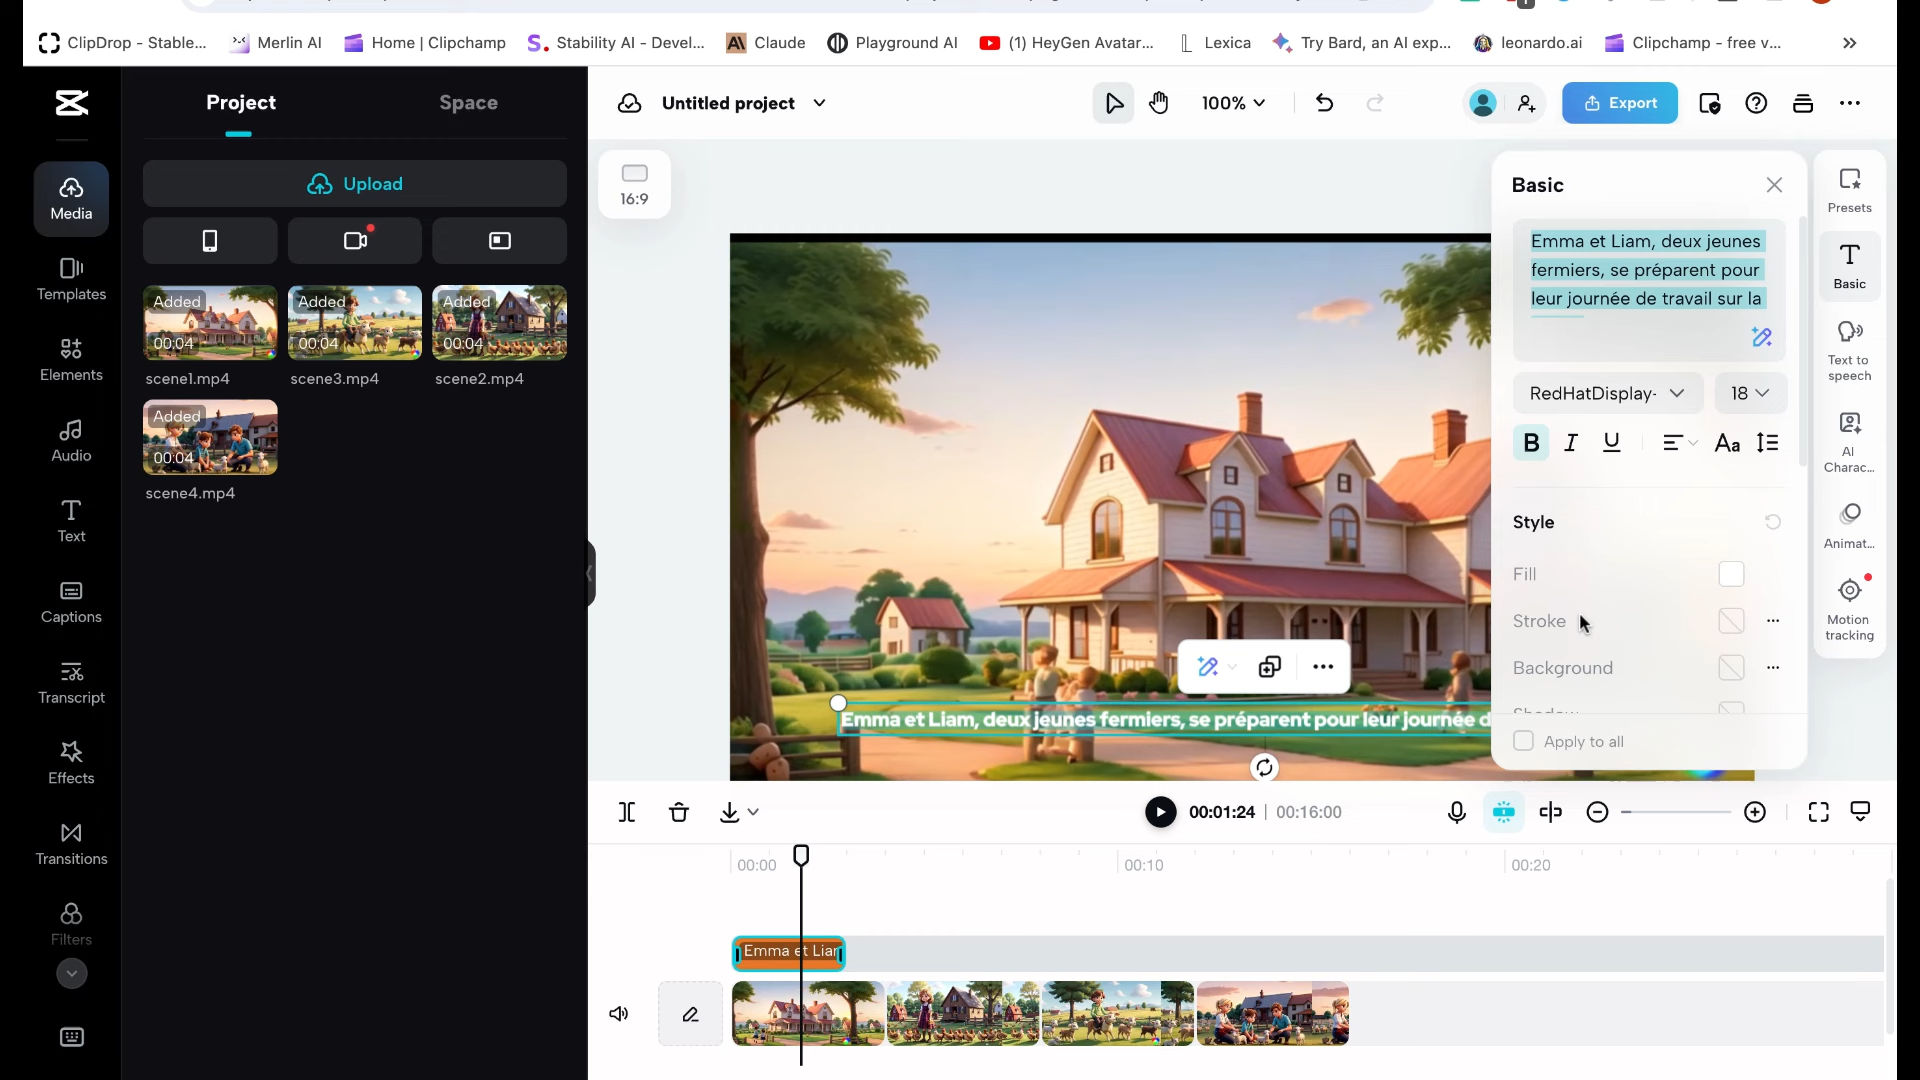 ClipDrop - Stable...
Merlin AI
Home | Clipchamp
Stability AI - Devel...
Claude
Playground AI
(1) HeyGen Avatar...
Lexica
Try Bard, an AI exp...
leonardo.ai
Clipchamp - free v...
Project
Space
Untitled project
100%
Export
Upload
16:9
Basic
Presets
Media
Emma et Liam, deux jeunes
fermiers, se préparent pour
leur journée de travail sur la
Basic
Templates
Added
00:04
Added
00:04
Added
00:04
Text to
speech
Elements
scene1.mp4
scene3.mp4
scene2.mp4
RedHatDisplay-
18
Added
00:04
B I U
Aa
AI
Charac...
Audio
scene4.mp4
Text
Style
Animat...
Fill
Captions
Stroke
Motion
tracking
Background
Transcript
Shadow
Emma et Liam, deux jeunes fermiers, se préparent pour leur journée d
Apply to all
Effects
00:01:24 | 00:16:00
Transitions
00:00
00:10
00:20
Filters
Emma et Liar